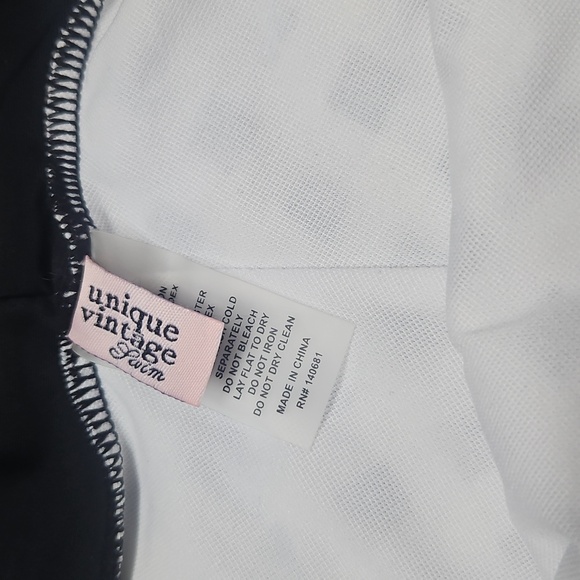 unique
vintage
Swim
COLD
SEPARATELY
DO NOT BLEACH
LAY FLAT TO DRY
DO NOT IRON
DO NOT DRY CLEAN
MADE IN CHINA
RN# 140681